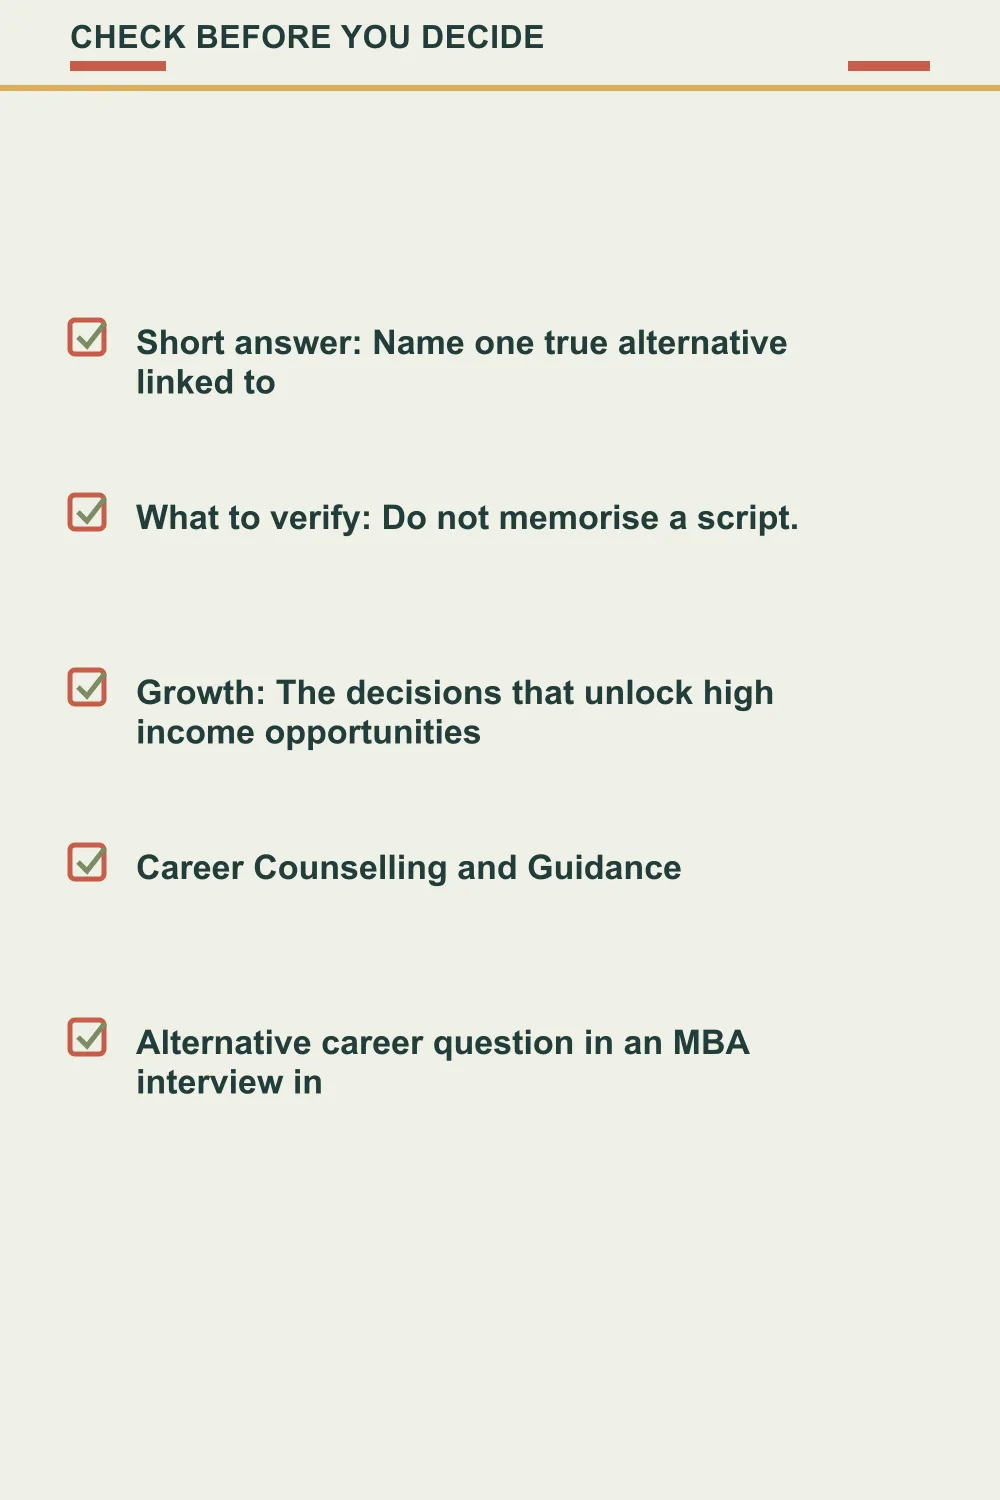 CHECK BEFORE YOU DECIDE
Short answer: Name one true alternative
linked to
What to verify: Do not memorise a script.
Growth: The decisions that unlock high
income opportunities
Career Counselling and Guidance
Alternative career question in an MBA
interview in